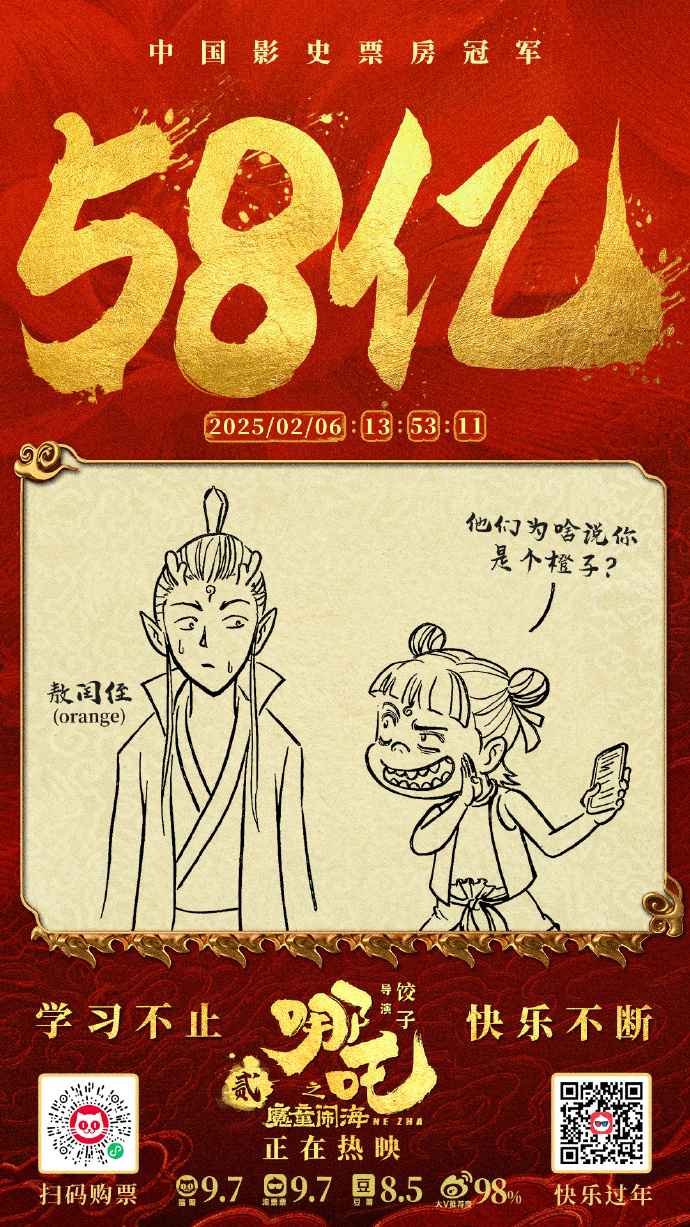 中国影史票房冠军
58亿
2025/02/06:13:53:11
他们为啥说你
是个橙子?
敖闰侄
(orange)
学习不止
导演 饺子
哪吒
贰 之
魔童闹海 NE ZHA
快乐不断
正在热映
扫码购票
猫眼 9.7 淘票票 9.7 豆瓣 8.5 大V推荐度 98%
快乐过年